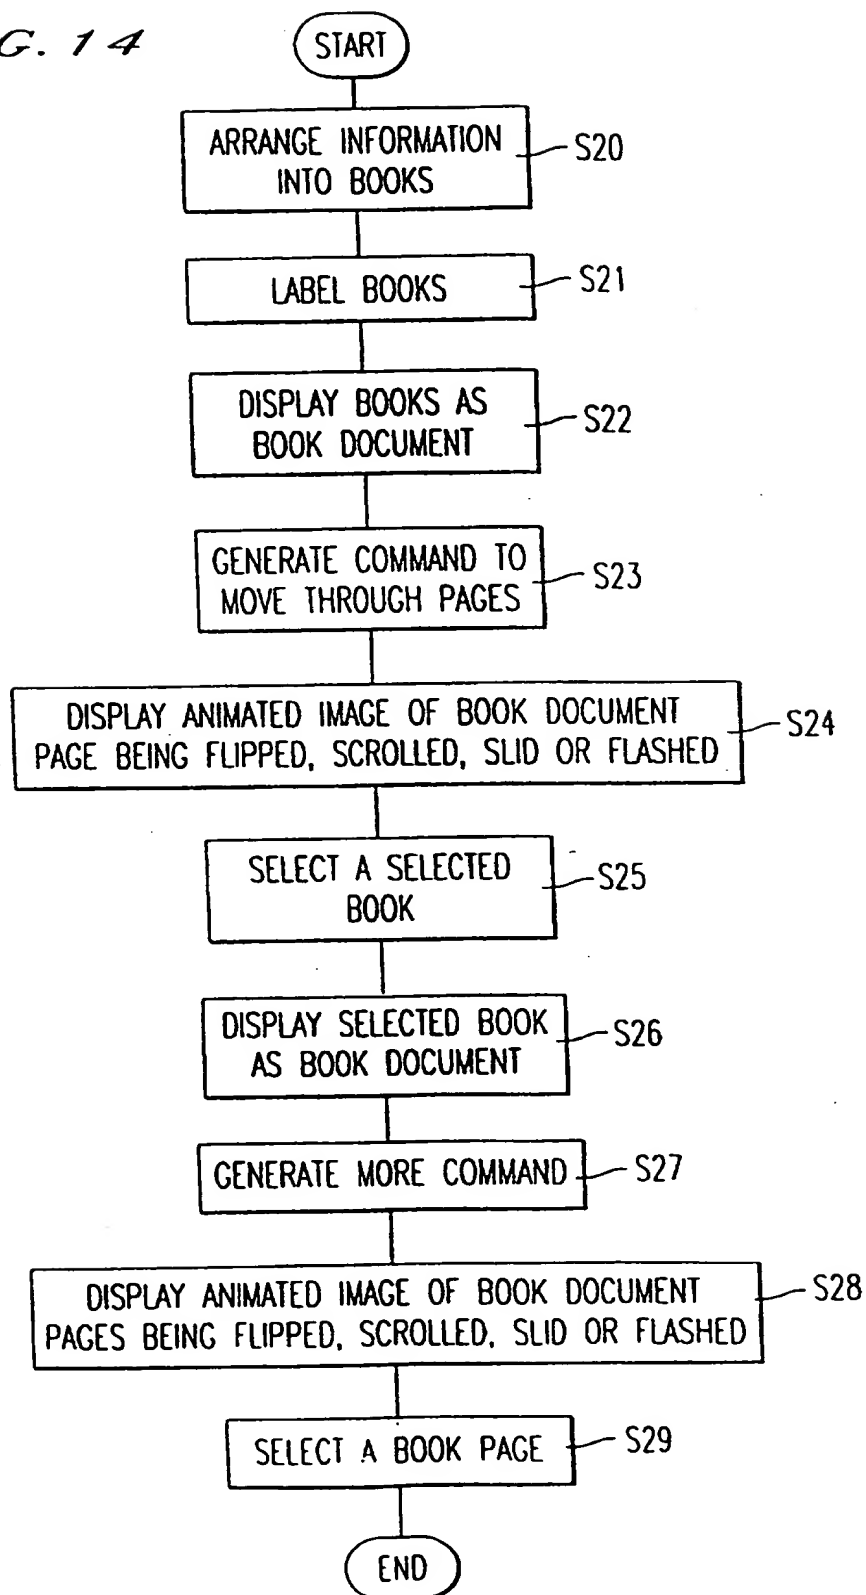 G. 14
START
ARRANGE INFORMATION
INTO BOOKS
S20
LABEL BOOKS
S21
DISPLAY BOOKS AS
BOOK DOCUMENT
S22
GENERATE COMMAND TO
MOVE THROUGH PAGES
S23
DISPLAY ANIMATED IMAGE OF BOOK DOCUMENT
PAGE BEING FLIPPED, SCROLLED, SLID OR FLASHED
S24
SELECT A SELECTED
BOOK
S25
DISPLAY SELECTED BOOK
AS BOOK DOCUMENT
S26
GENERATE MORE COMMAND
S27
DISPLAY ANIMATED IMAGE OF BOOK DOCUMENT
PAGES BEING FLIPPED, SCROLLED, SLID OR FLASHED
S28
SELECT A BOOK PAGE
S29
END